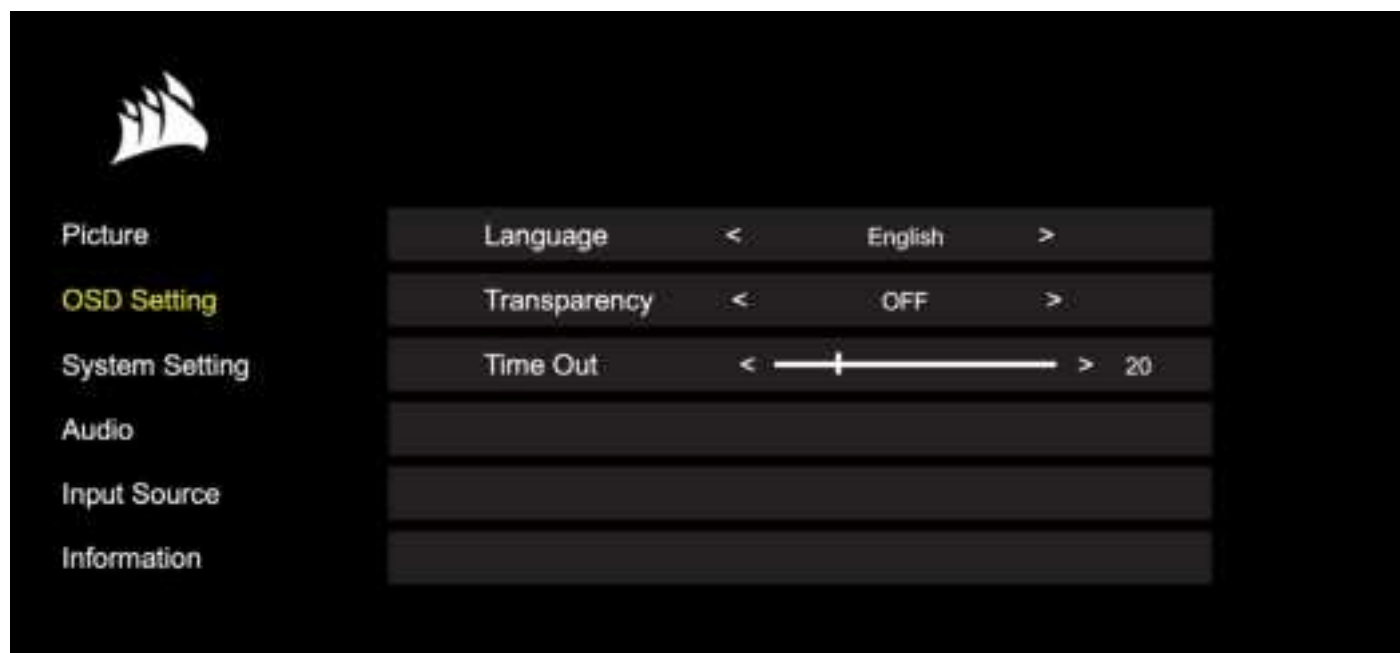 Picture
Language < English >
OSD Setting
Transparency < OFF >
System Setting
Time Out < > 20
Audio
Input Source
Information